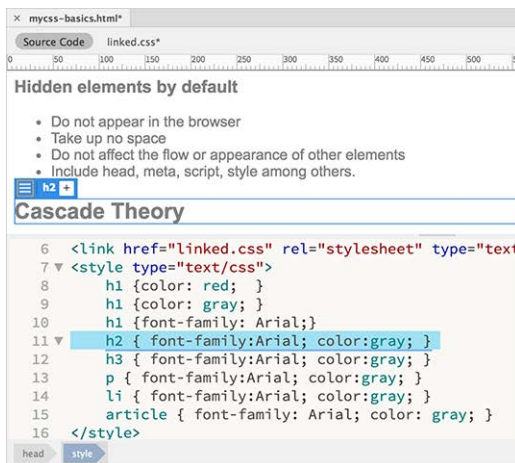 × mycss-basics.html*
Source Code linked.css*
0 50 100 150 200 250 300 350 400 450 500
Hidden elements by default
• Do not appear in the browser
• Take up no space
• Do not affect the flow or appearance of other elements
• Include head, meta, script, style among others.
h2 +
Cascade Theory
6 <link href="linked.css" rel="stylesheet" type="text
7 <style type="text/css">
8 h1 {color: red;  }
9 h1 {color: gray; }
10 h1 {font-family: Arial;}
11 h2 { font-family:Arial; color:gray; }
12 h3 { font-family:Arial; color:gray; }
13 p { font-family:Arial; color:gray; }
14 li { font-family:Arial; color:gray; }
15 article { font-family: Arial; color: gray; }
16 </style>
head style